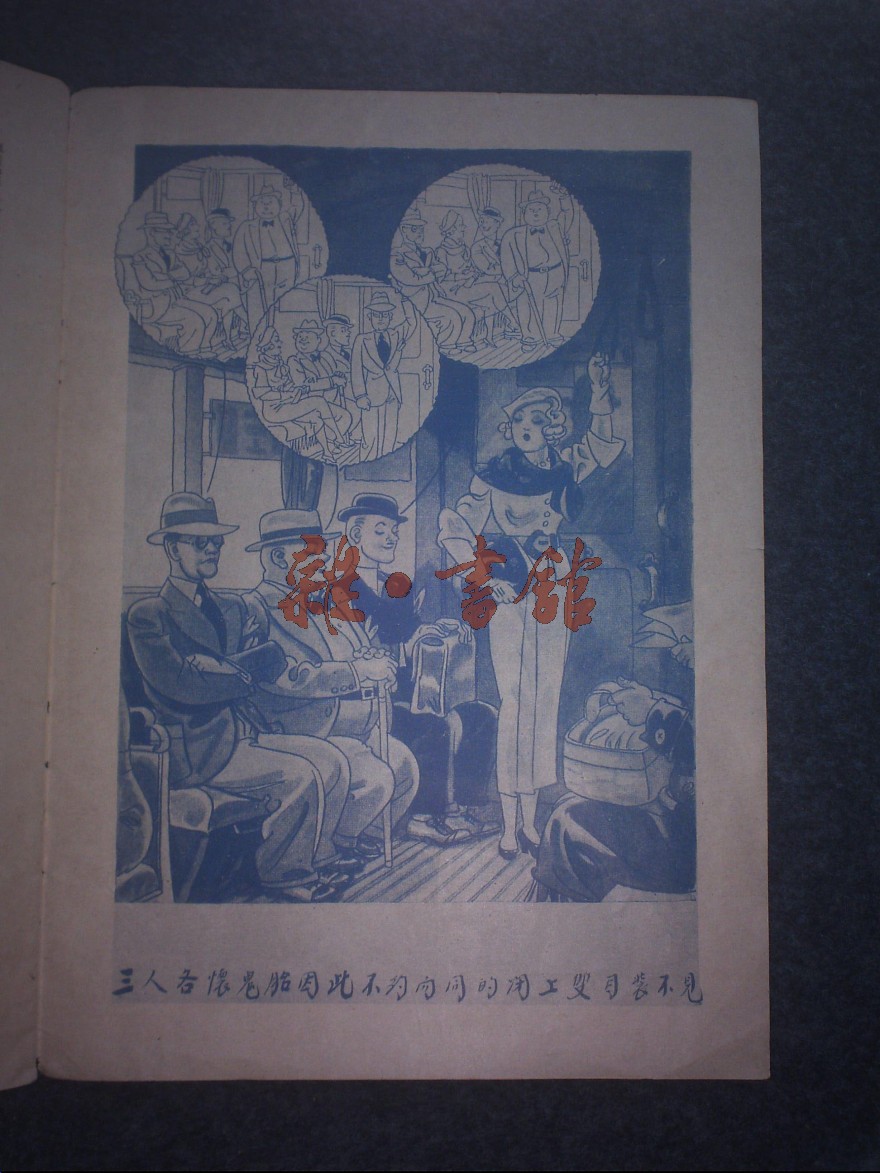 雜·書館
三人各懷鬼胎因此不約而同的閉上雙目裝不見